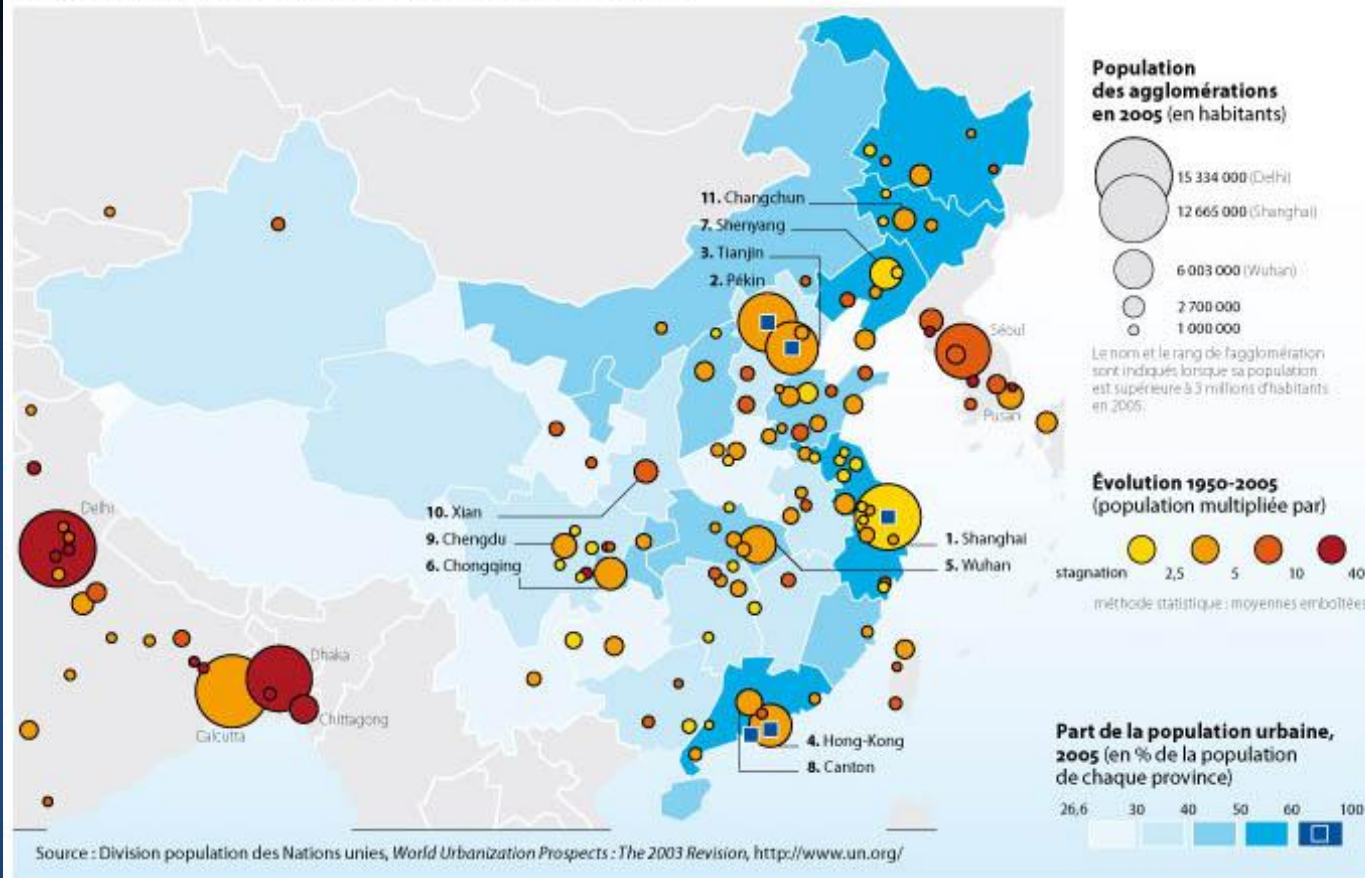 Population
des agglomérations
en 2005 (en habitants)
15 334 000 (Delhi)
12 665 000 (Shanghai)
6 003 000 (Wuhan)
2 700 000
1 000 000
Le nom et le rang de l'agglomération
sont indiqués lorsque sa population
est supérieure à 3 millions d'habitants
en 2005.
11. Changchun
7. Shenyang
3. Tianjin
2. Pékin
Séoul
Pusan
Évolution 1950-2005
(population multipliée par)
stagnation 2,5 5 10 40
méthode statistique : moyennes emboîtées
Delhi
10. Xian
9. Chengdu
6. Chongqing
1. Shanghai
5. Wuhan
Dhaka
Chittagong
Calcutta
4. Hong-Kong
8. Canton
Part de la population urbaine,
2005 (en % de la population
de chaque province)
26,6 30 40 50 60 100
Source : Division population des Nations unies, World Urbanization Prospects : The 2003 Revision, http://www.un.org/